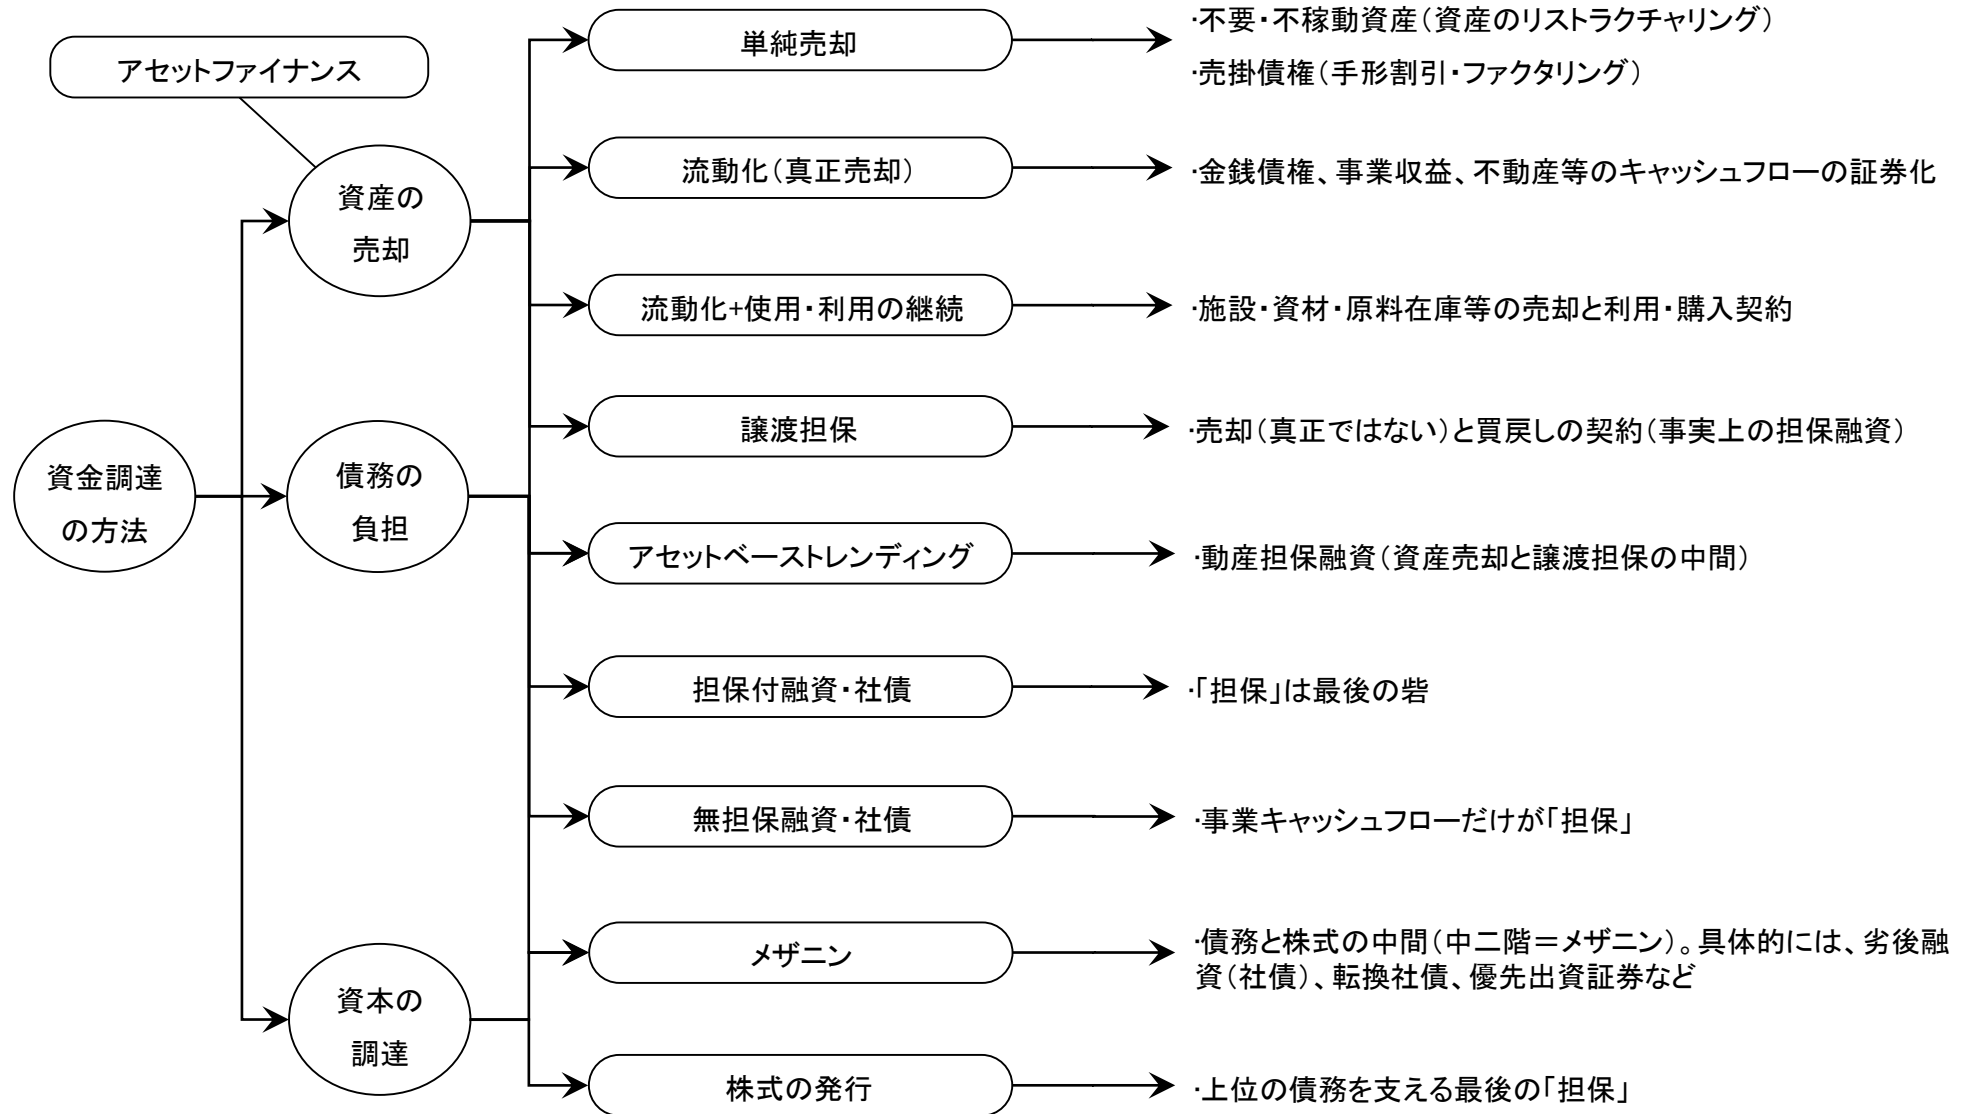 アセットファイナンス
資金調達
の方法
資産の
売却
債務の
負担
資本の
調達
単純売却
・不要・不稼動資産（資産のリストラクチャリング）
・売掛債権（手形割引・ファクタリング）
流動化（真正売却）
・金銭債権、事業収益、不動産等のキャッシュフローの証券化
流動化+使用・利用の継続
・施設・資材・原料在庫等の売却と利用・購入契約
譲渡担保
・売却（真正ではない）と買戻しの契約（事実上の担保融資）
アセットベーストレンディング
・動産担保融資（資産売却と譲渡担保の中間）
担保付融資・社債
・「担保」は最後の砦
無担保融資・社債
・事業キャッシュフローだけが「担保」
メザニン
・債務と株式の中間（中二階＝メザニン）。具体的には、劣後融
資（社債）、転換社債、優先出資証券など
株式の発行
・上位の債務を支える最後の「担保」